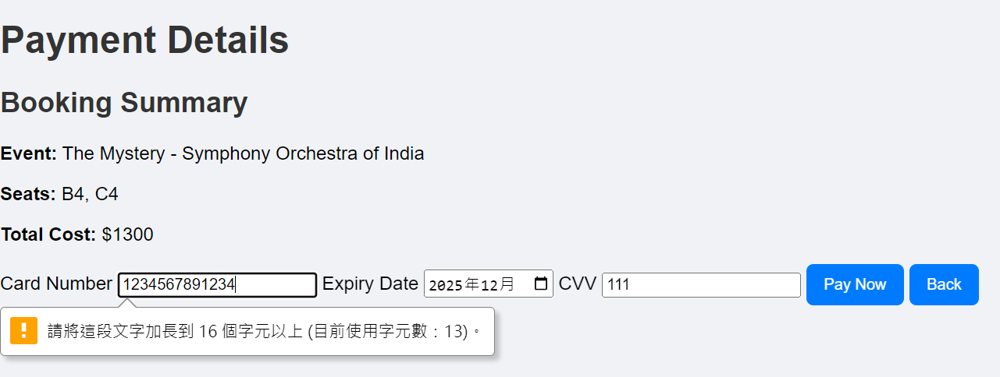 Payment Details
Booking Summary
Event: The Mystery - Symphony Orchestra of India
Seats: B4, C4
Total Cost: $1300
Card Number 1234567891234 Expiry Date 2025年12月 CVV 111 Pay Now Back
請將這段文字加長到 16 個字元以上 (目前使用字元數：13)。